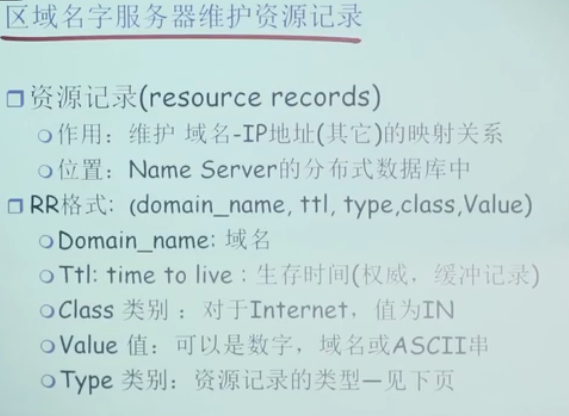 区域名字服务器维护资源记录
资源记录(resource records)
作用：维护 域名-IP地址(其它)的映射关系
位置：Name Server的分布式数据库中
RR格式：(domain_name, ttl, type,class,Value)
Domain_name: 域名
Ttl: time to live : 生存时间(权威，缓冲记录)
Class 类别 ：对于Internet，值为IN
Value 值：可以是数字，域名或ASCII串
Type 类别：资源记录的类型—见下页